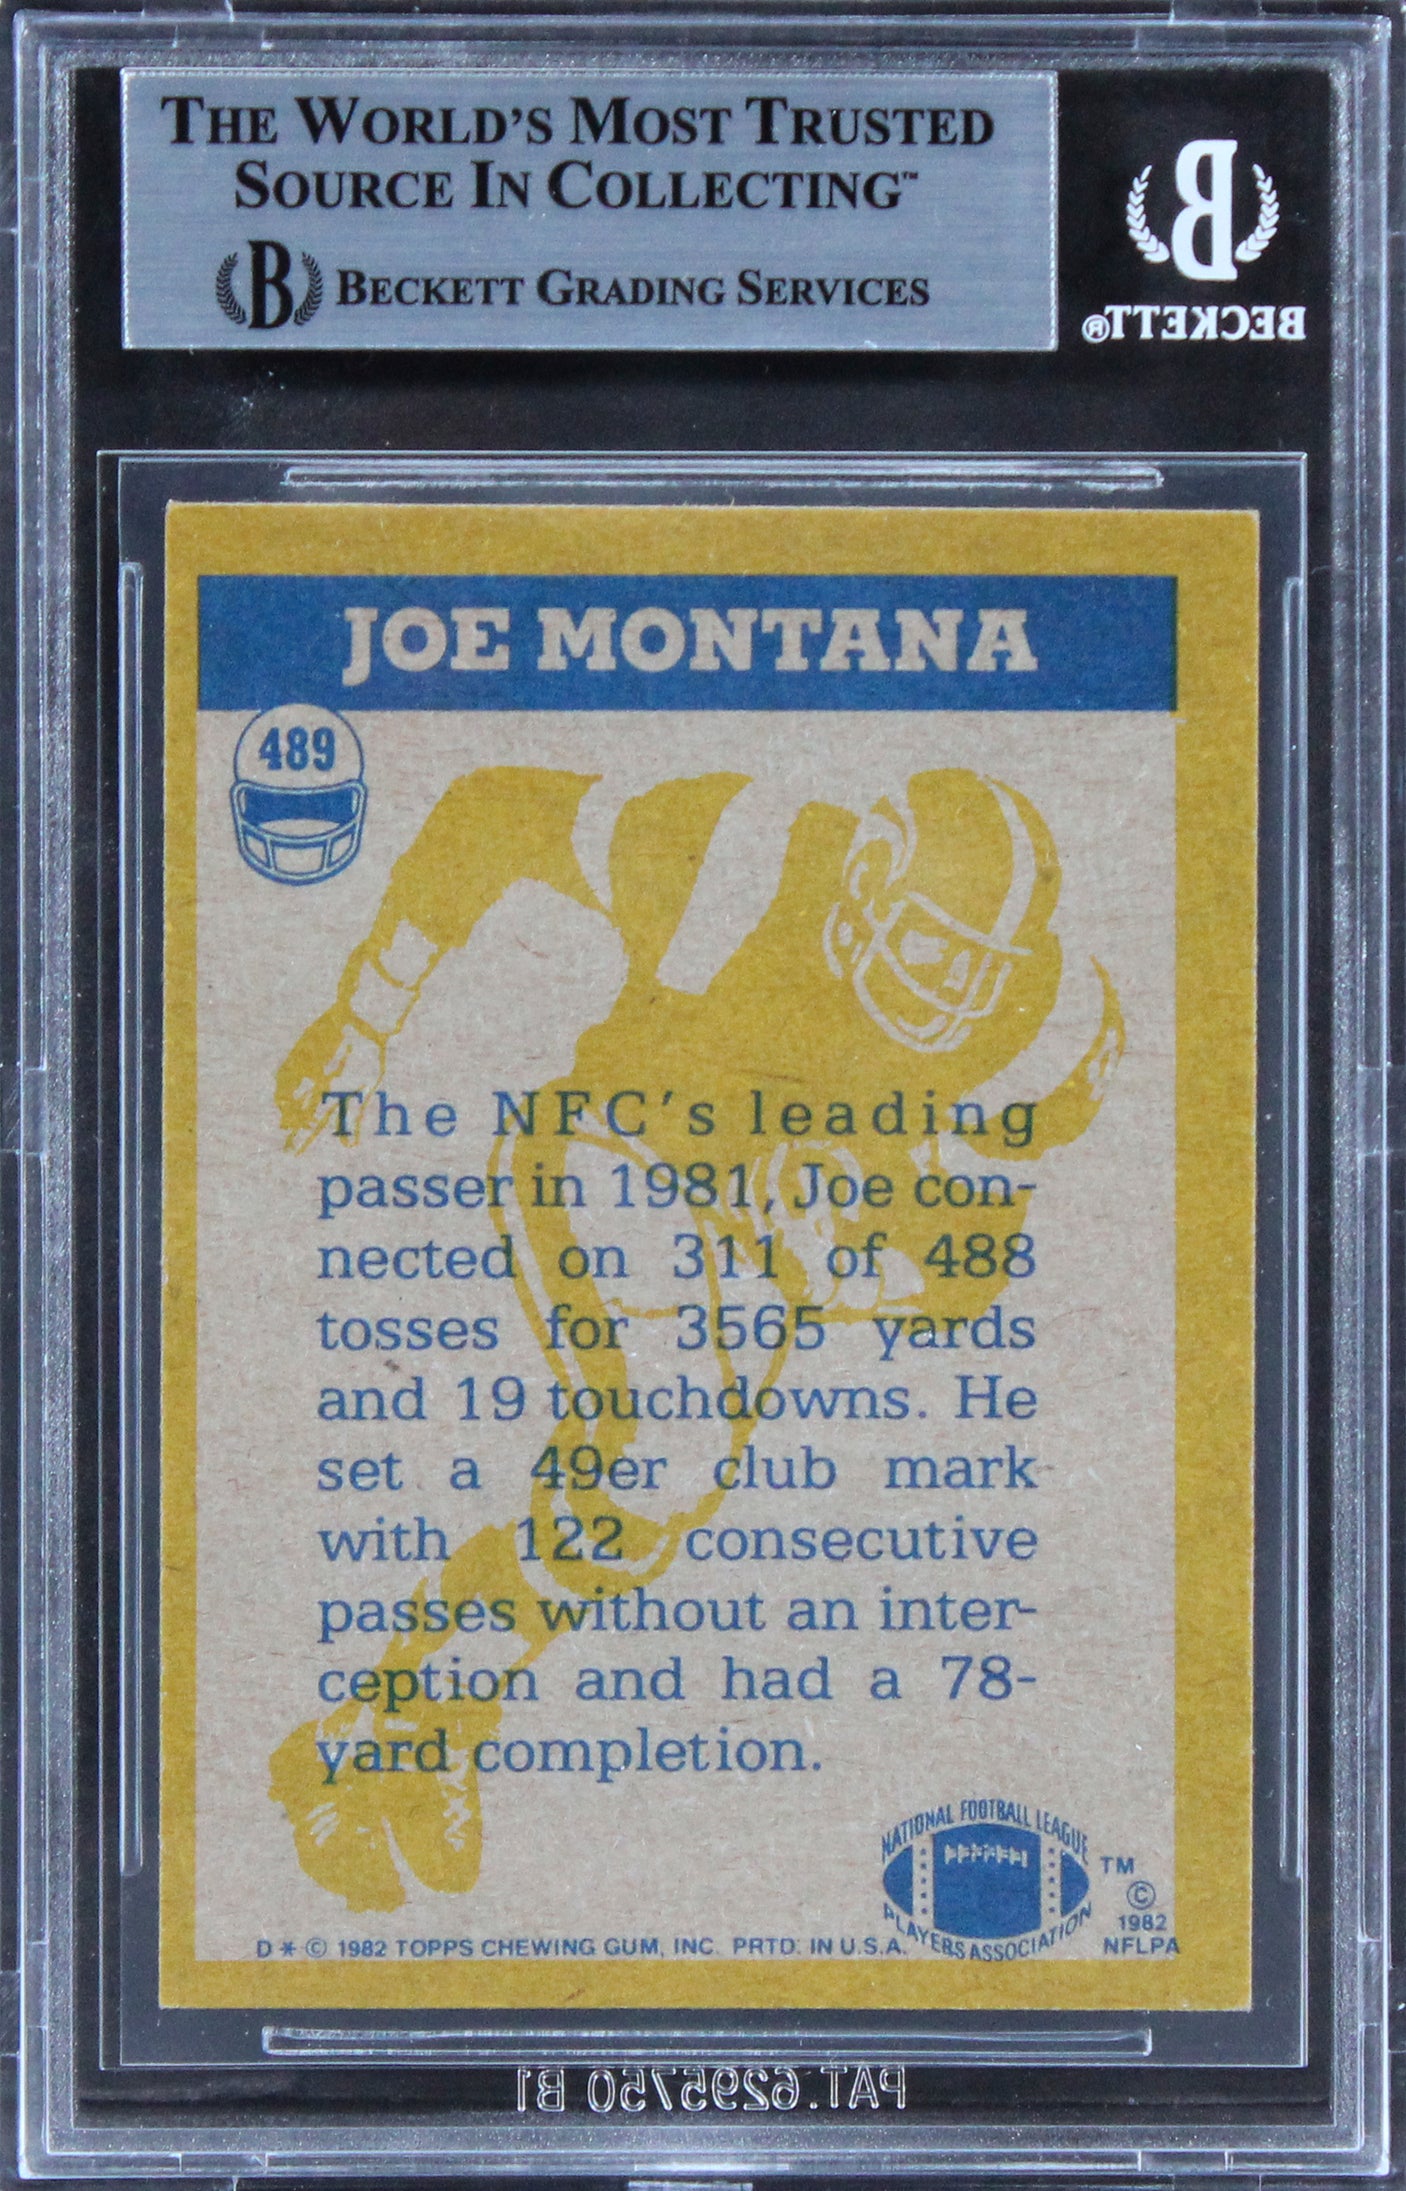 THE WORLD'S MOST TRUSTED
SOURCE IN COLLECTING™
B BECKETT GRADING SERVICES
B
BECKETT®
JOE MONTANA
489
The NFC's leading
passer in 1981, Joe con-
nected on 311 of 488
tosses for 3565 yards
and 19 touchdowns. He
set a 49er club mark
with 122 consecutive
passes without an inter-
ception and had a 78-
yard completion.
NATIONAL FOOTBALL LEAGUE
PLAYERS ASSOCIATION
TM
©
1982
NFLPA
D * © 1982 TOPPS CHEWING GUM, INC. PRTD. IN U.S.A.
PAT.6295750 B1